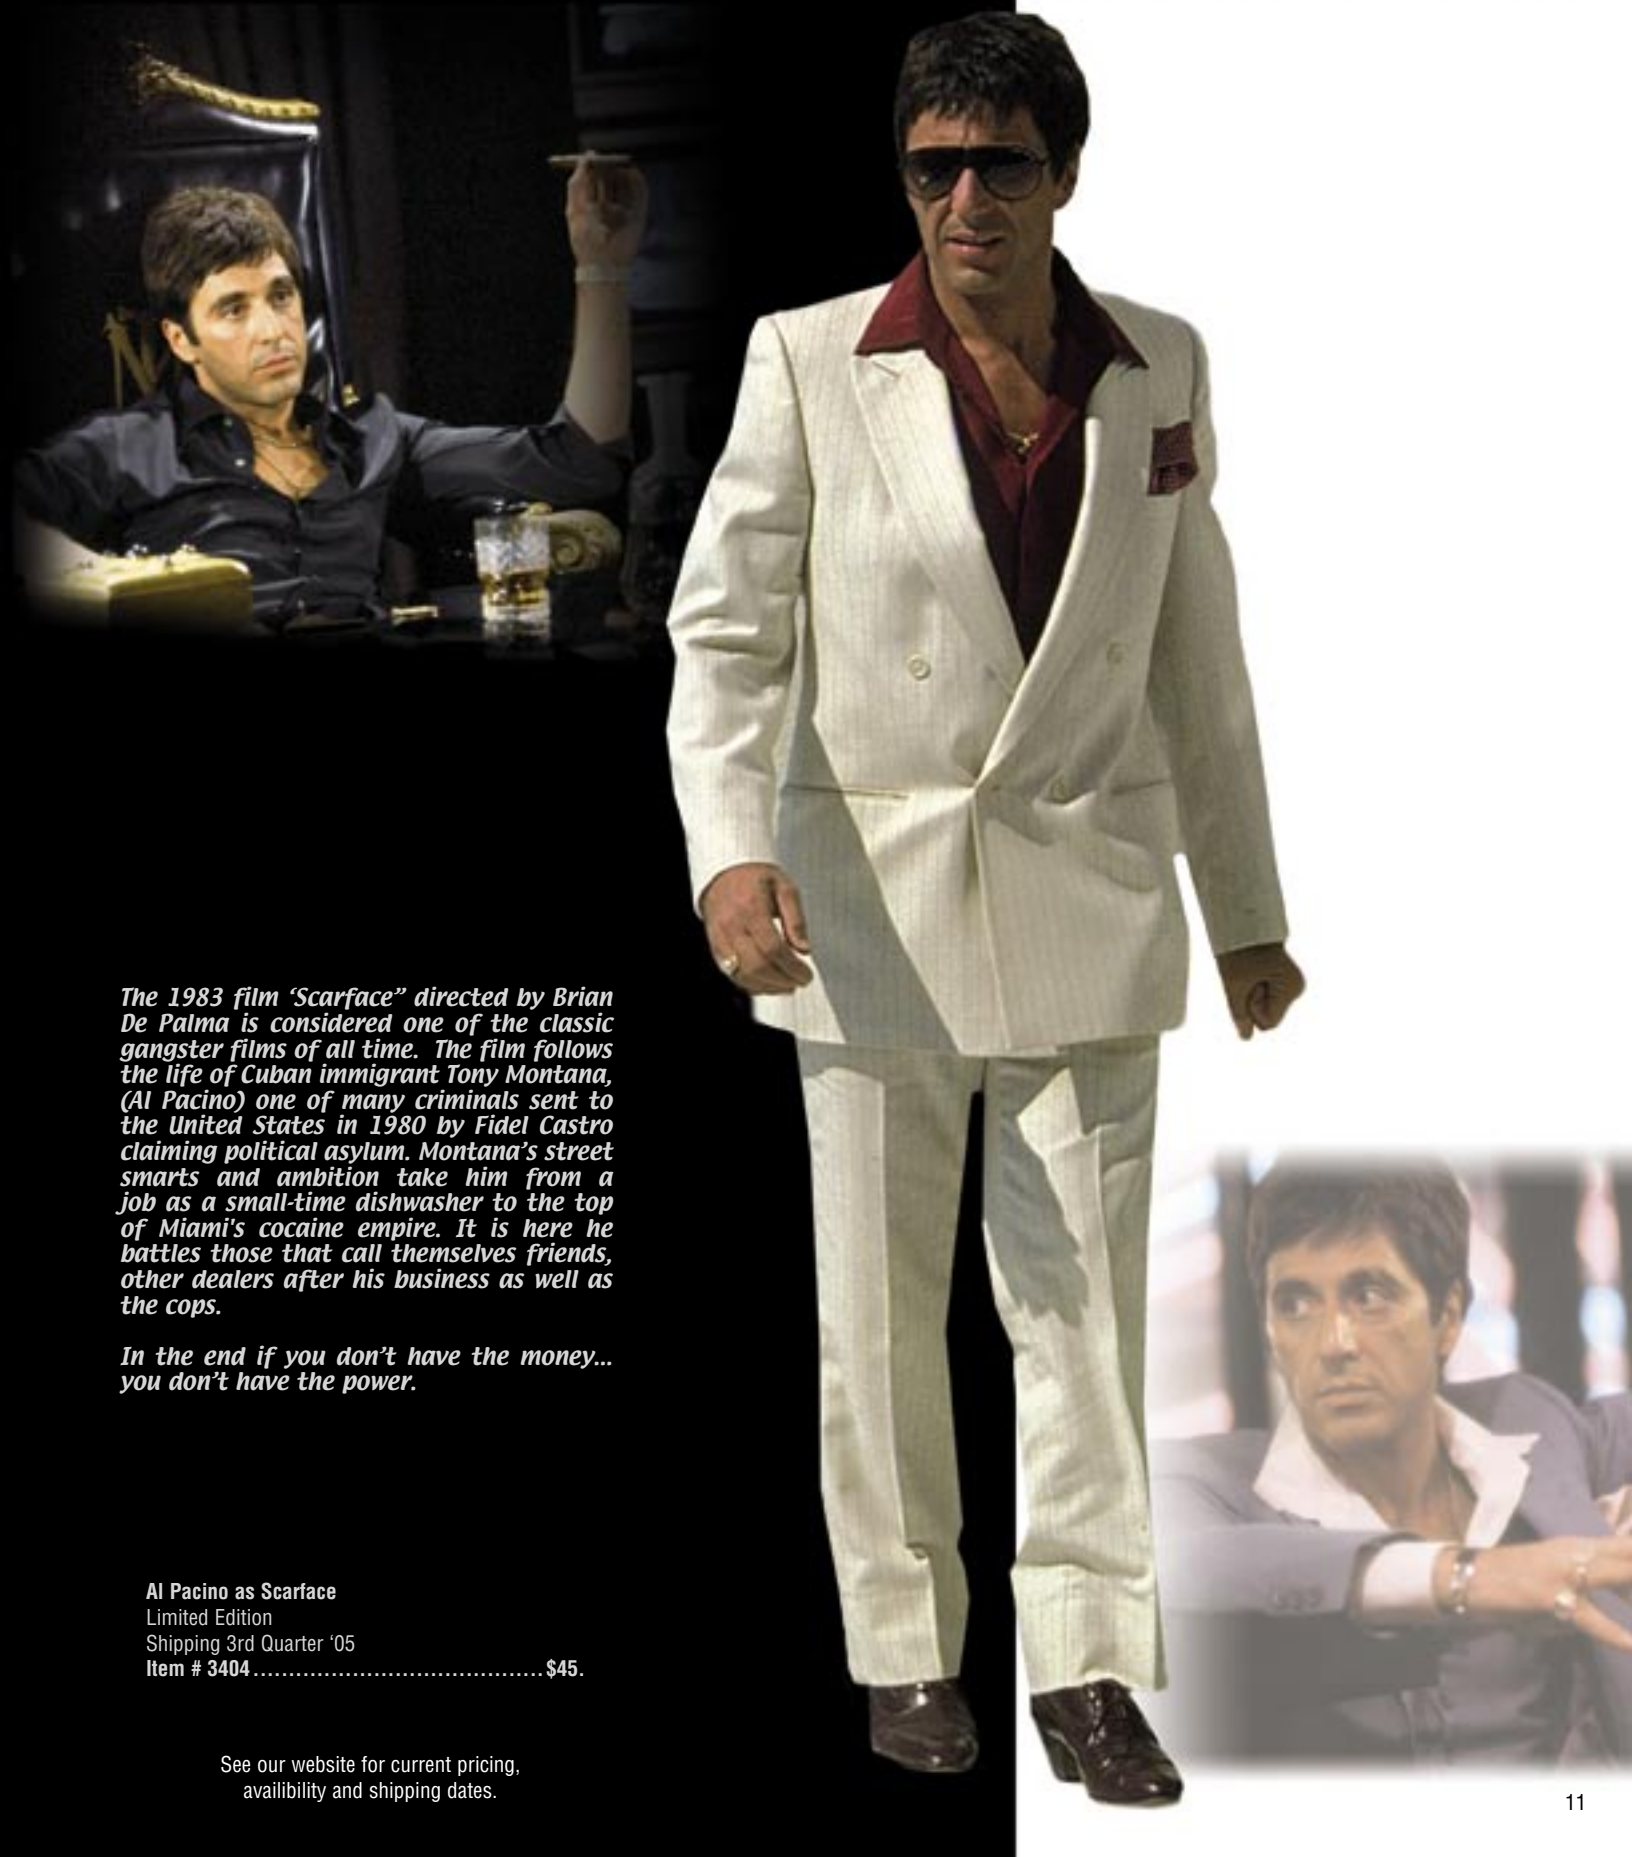 The 1983 film ‘Scarface” directed by Brian
De Palma is considered one of the classic
gangster films of all time.  The film follows
the life of Cuban immigrant Tony Montana,
(Al Pacino) one of many criminals sent to
the United States in 1980 by Fidel Castro
claiming political asylum. Montana’s street
smarts and ambition take him from a
job as a small-time dishwasher to the top
of Miami's cocaine empire. It is here he
battles those that call themselves friends,
other dealers after his business as well as
the cops.
In the end if you don’t have the money...
you don’t have the power.
Al Pacino as Scarface
Limited Edition
Shipping 3rd Quarter ‘05
Item # 3404.........................................$45.
See our website for current pricing,
availibility and shipping dates.
11